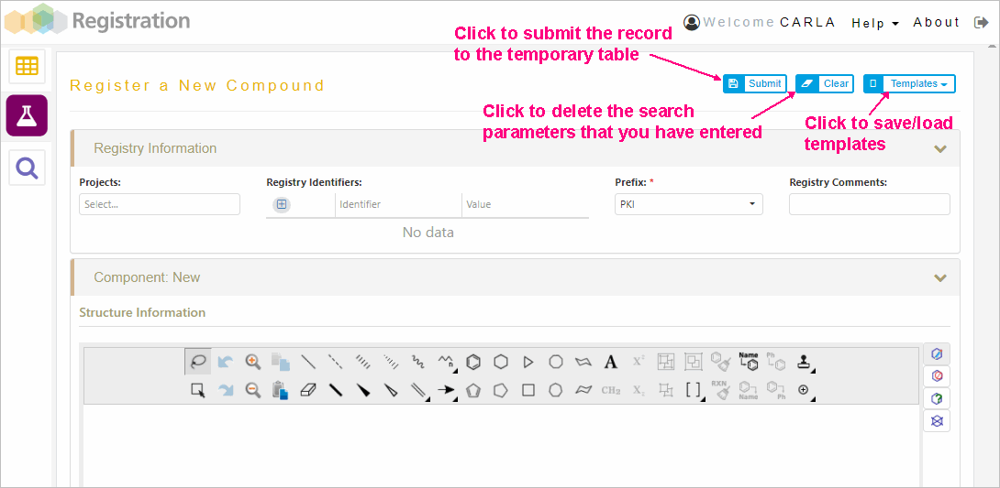 Registration
Welcome CARLA Help About
Click to submit the record
to the temporary table
Register a New Compound
Submit Clear Templates
Click to delete the search
parameters that you have entered
Click to save/load
templates
Registry Information
Projects: Registry Identifiers: Prefix: * Registry Comments:
Select... Identifier Value PKI
No data
Component: New
Structure Information
n A X² Name Ph
CH₂ X₂ [ ] RXN Name Ph